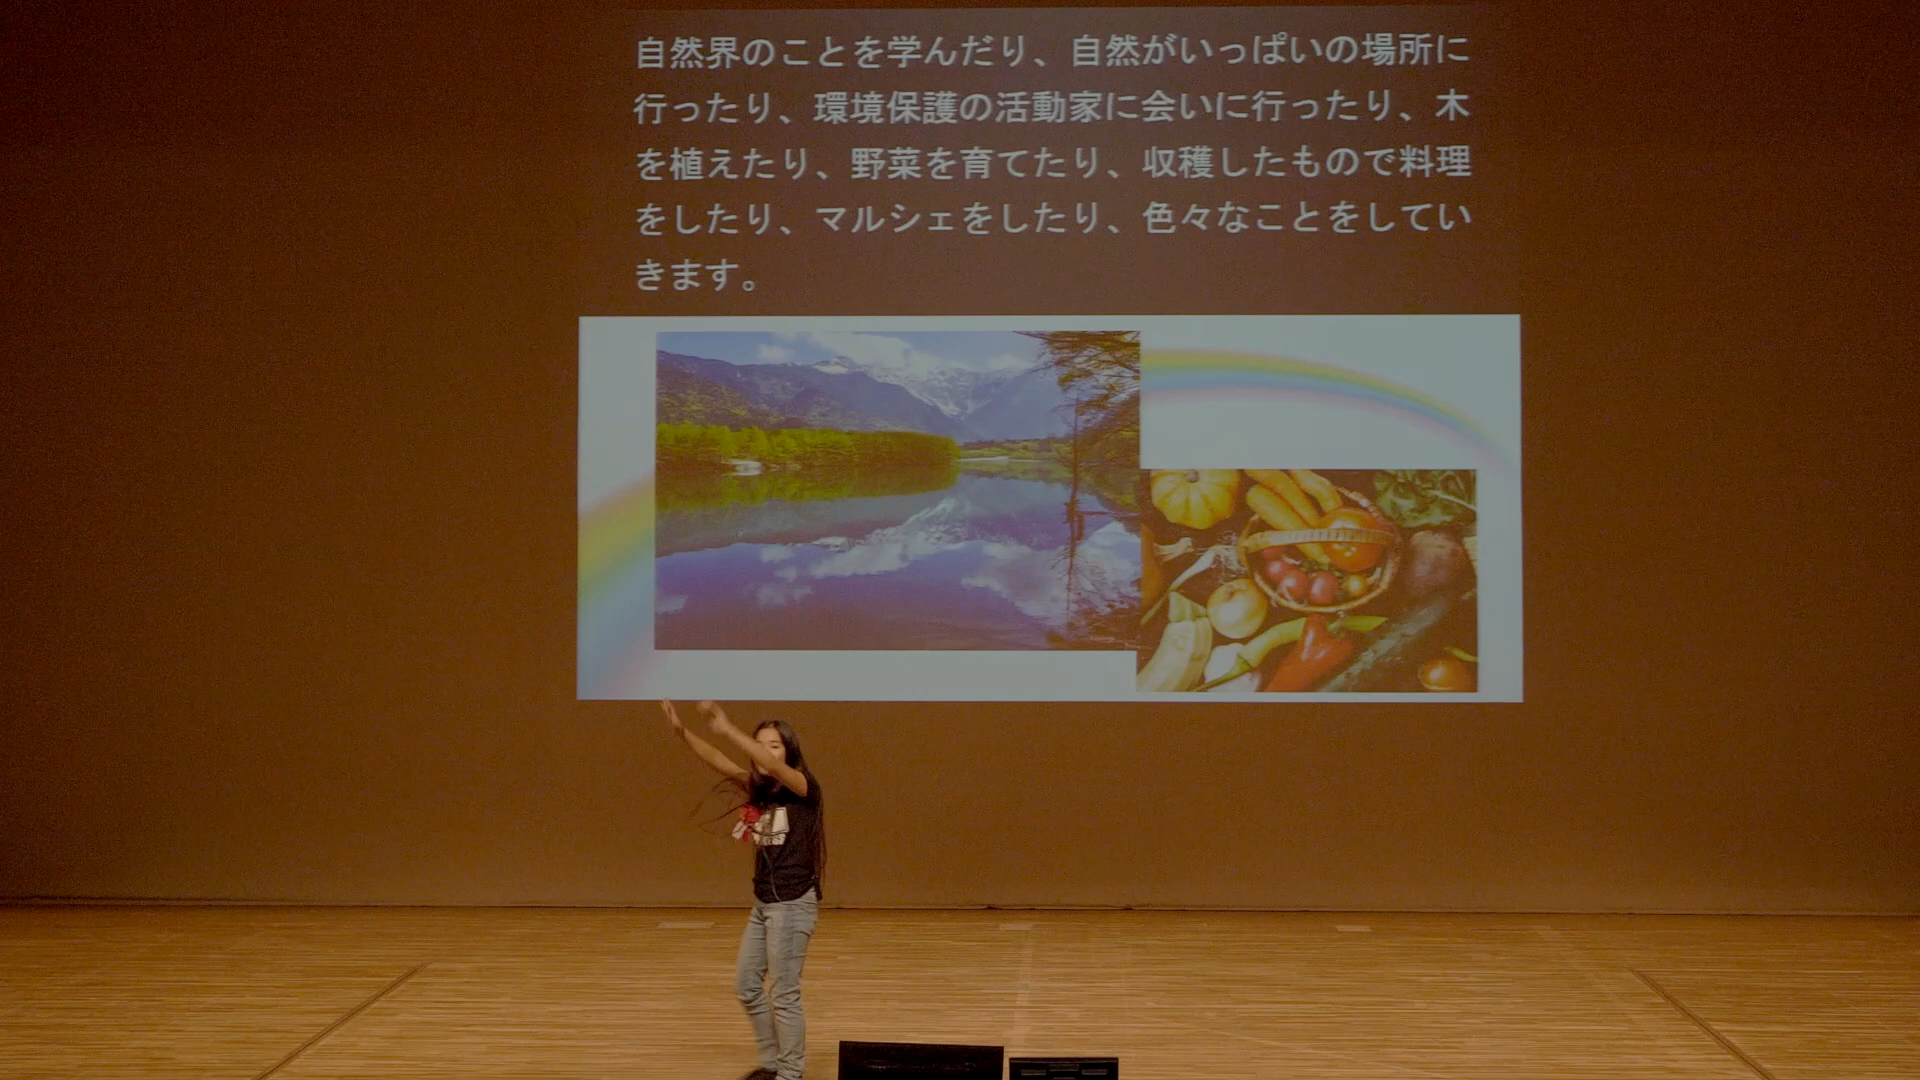 自然界のことを学んだり、自然がいっぱいの場所に
行ったり、環境保護の活動家に会いに行ったり、木
を植えたり、野菜を育てたり、収穫したもので料理
をしたり、マルシェをしたり、色々なことをしてい
きます。